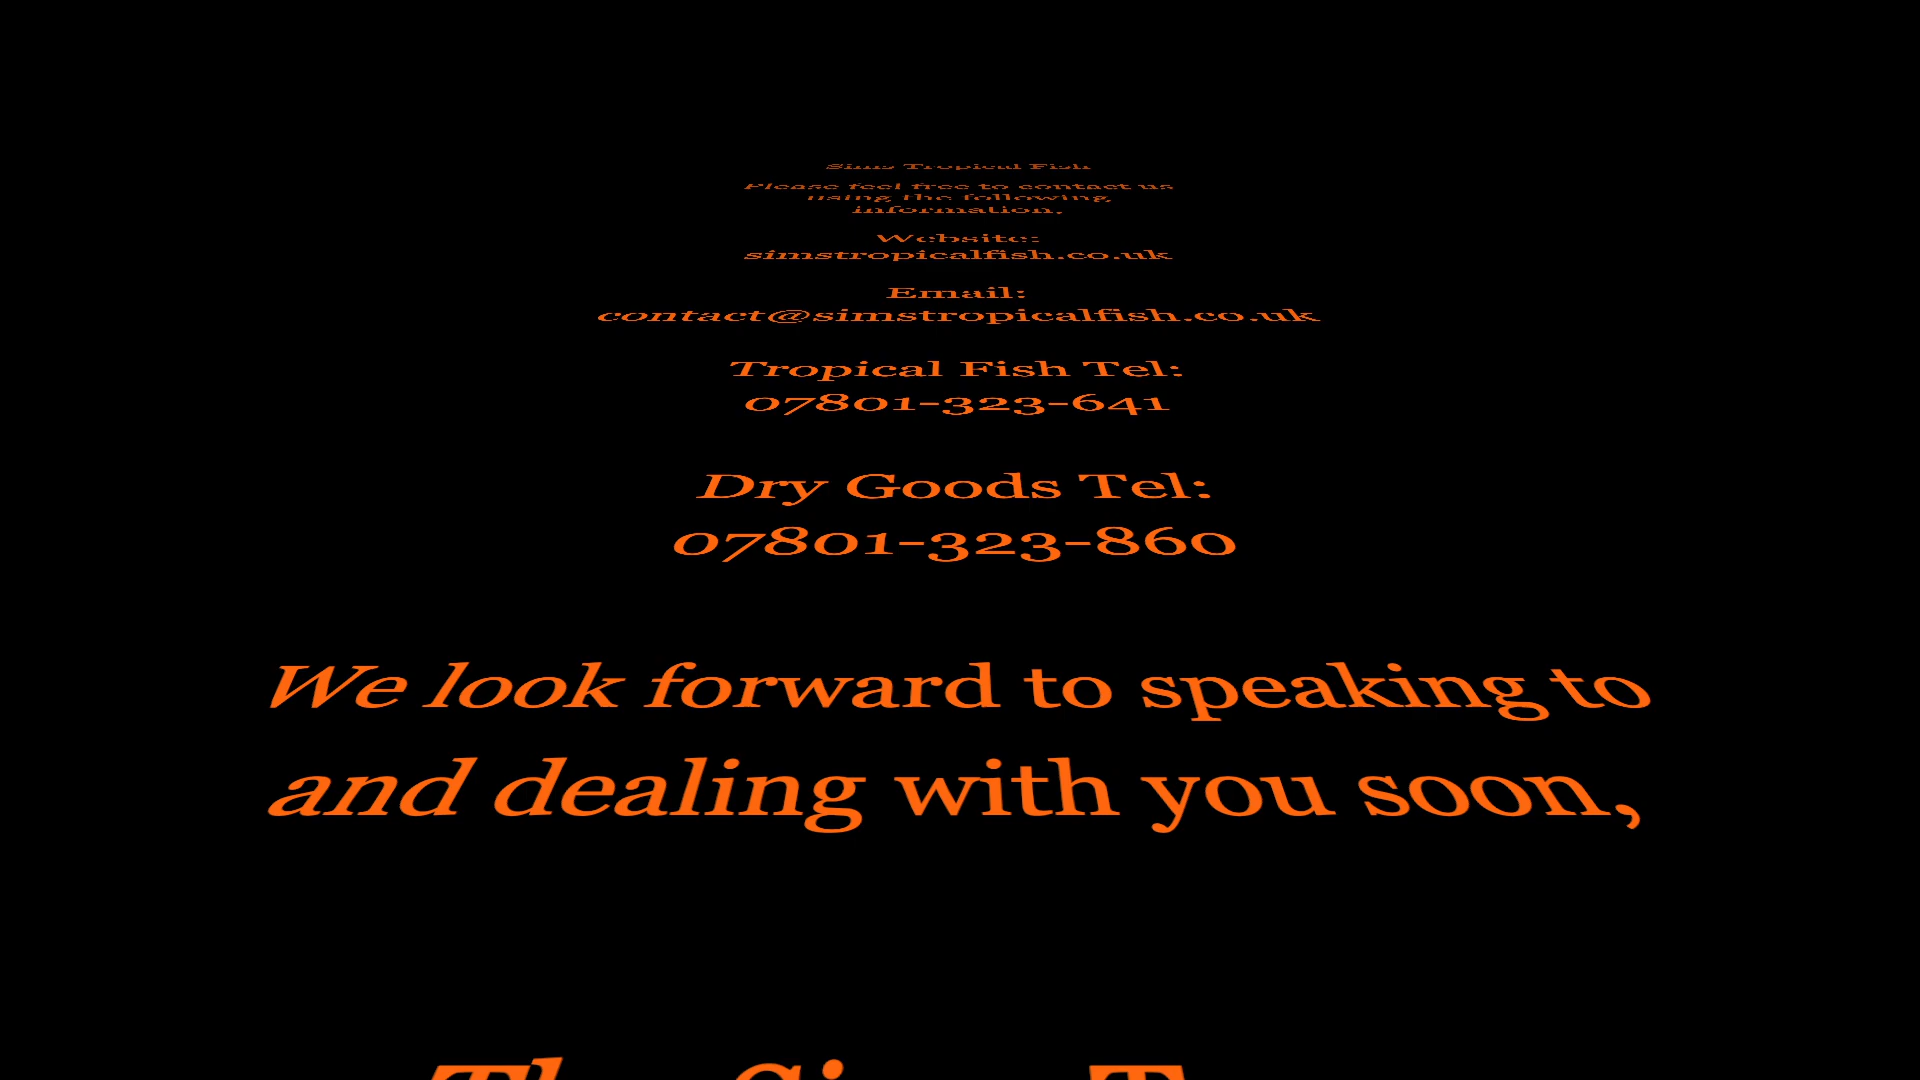 Sims Tropical Fish
Please feel free to contact us
using the following
information,
Website:
simstropicalfish.co.uk
Email:
contact@simstropicalfish.co.uk
Tropical Fish Tel:
07801-323-641
Dry Goods Tel:
07801-323-860
We look forward to speaking to
and dealing with you soon,
The Sims T